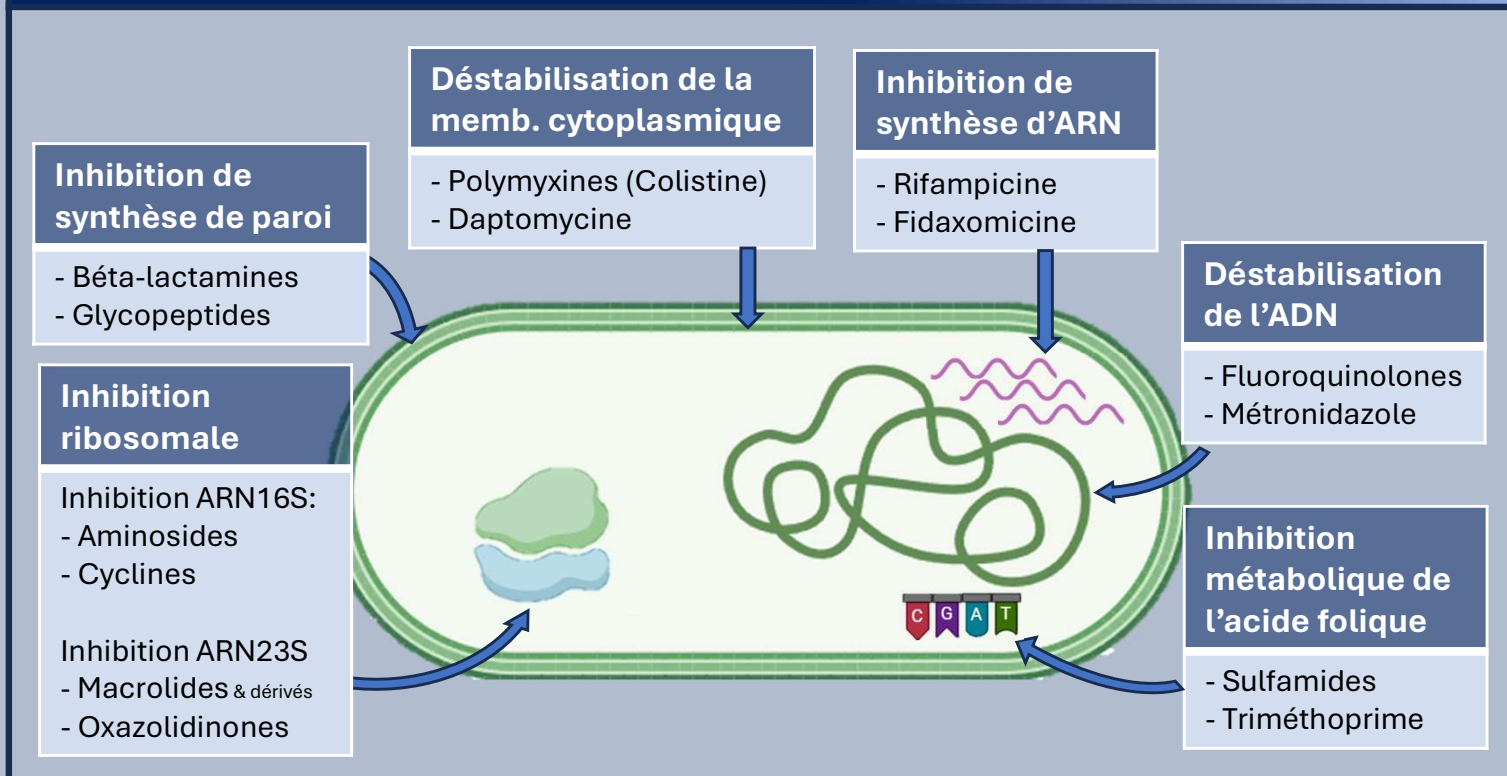 Déstabilisation de la
memb. cytoplasmique
- Polymyxines (Colistine)
- Daptomycine
Inhibition de
synthèse d’ARN
- Rifampicine
- Fidaxomicine
Inhibition de
synthèse de paroi
- Béta-lactamines
- Glycopeptides
Déstabilisation
de l’ADN
- Fluoroquinolones
- Métronidazole
Inhibition
ribosomale
Inhibition ARN16S:
- Aminosides
- Cyclines
Inhibition ARN23S
- Macrolides & dérivés
- Oxazolidinones
C G A T
Inhibition
métabolique de
l’acide folique
- Sulfamides
- Triméthoprime